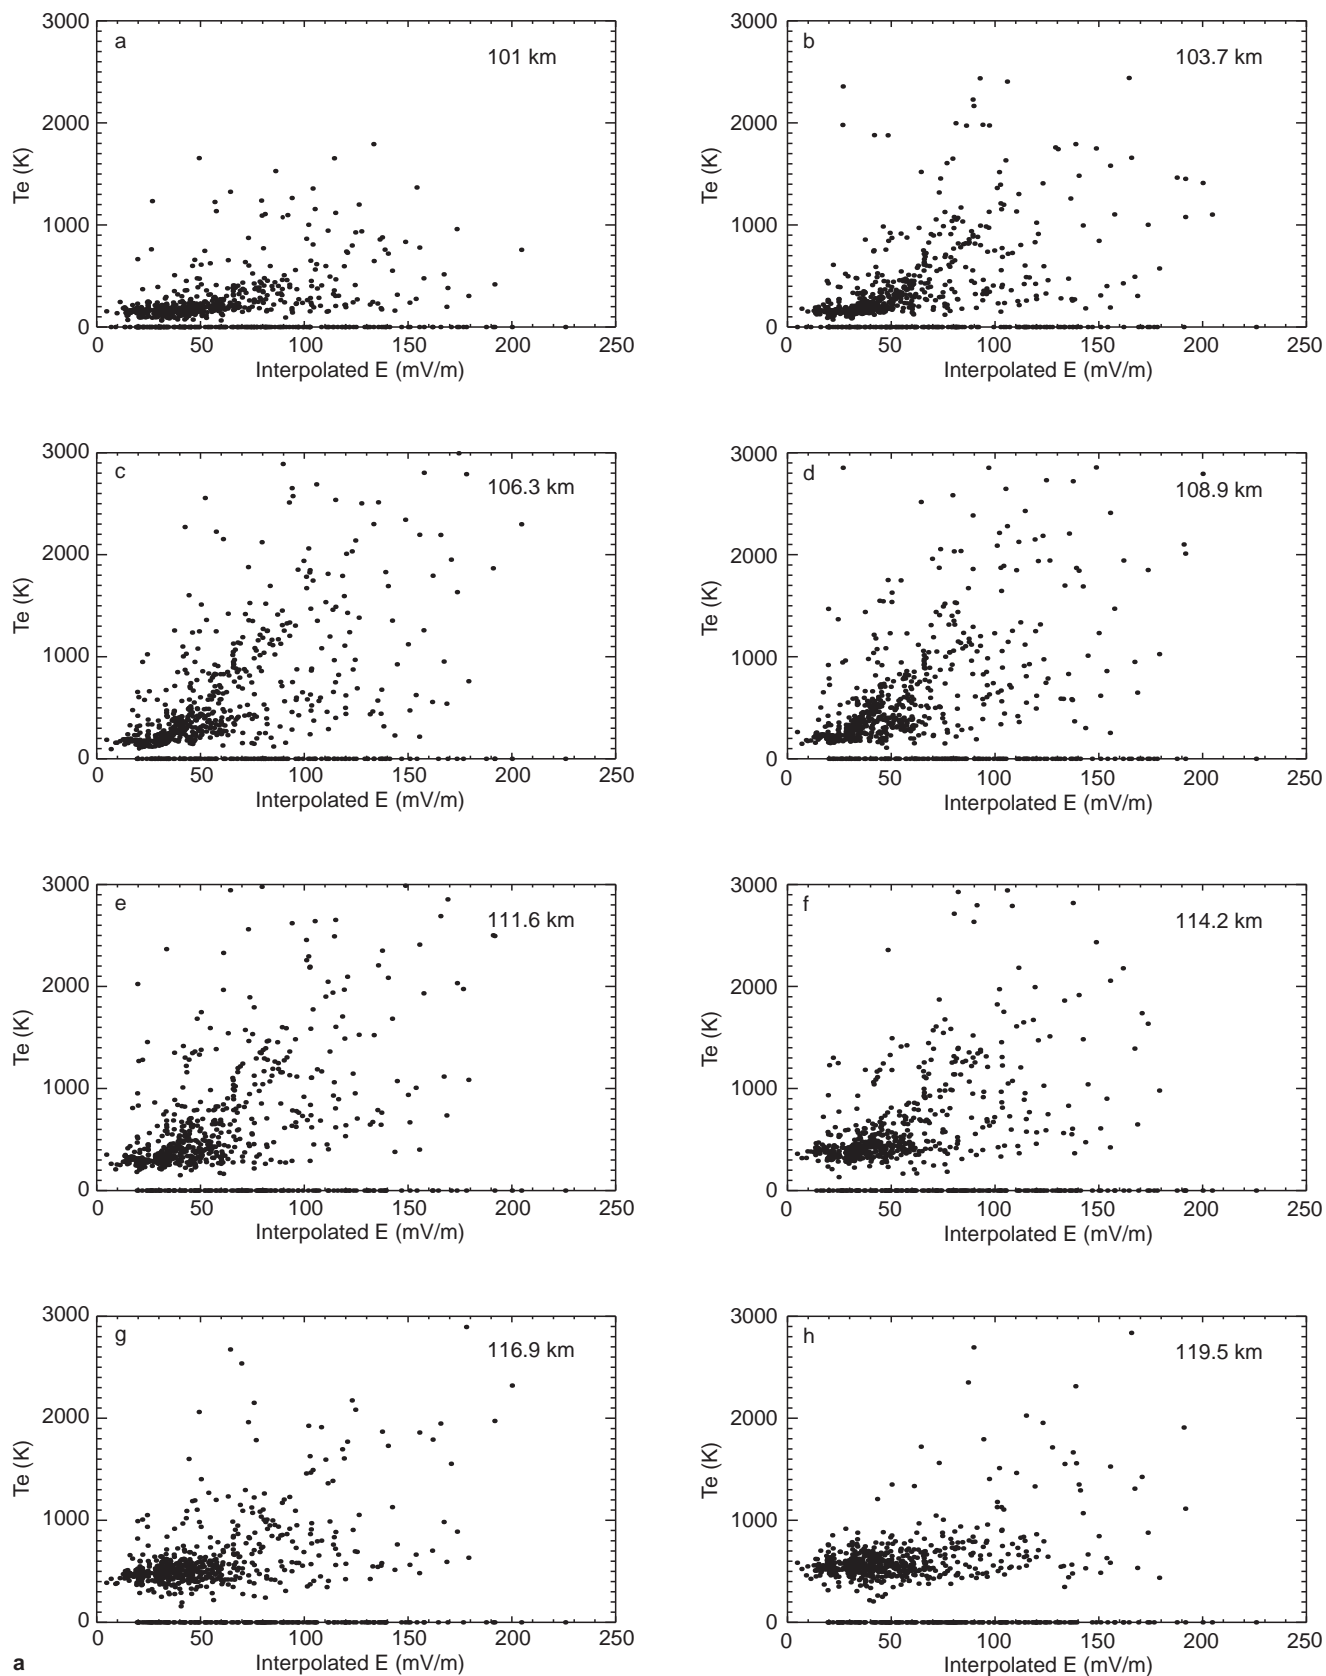 3000
a
101 km
2000
Te (K)
1000
0
0 50 100 150 200 250
Interpolated E (mV/m)
3000
b
103.7 km
2000
Te (K)
1000
0
0 50 100 150 200 250
Interpolated E (mV/m)
3000
c
106.3 km
2000
Te (K)
1000
0
0 50 100 150 200 250
Interpolated E (mV/m)
3000
d
108.9 km
2000
Te (K)
1000
0
0 50 100 150 200 250
Interpolated E (mV/m)
3000
e
111.6 km
2000
Te (K)
1000
0
0 50 100 150 200 250
Interpolated E (mV/m)
3000
f
114.2 km
2000
Te (K)
1000
0
0 50 100 150 200 250
Interpolated E (mV/m)
3000
g
116.9 km
2000
Te (K)
1000
0
0 50 100 150 200 250
Interpolated E (mV/m)
3000
h
119.5 km
2000
Te (K)
1000
0
0 50 100 150 200 250
Interpolated E (mV/m)
a